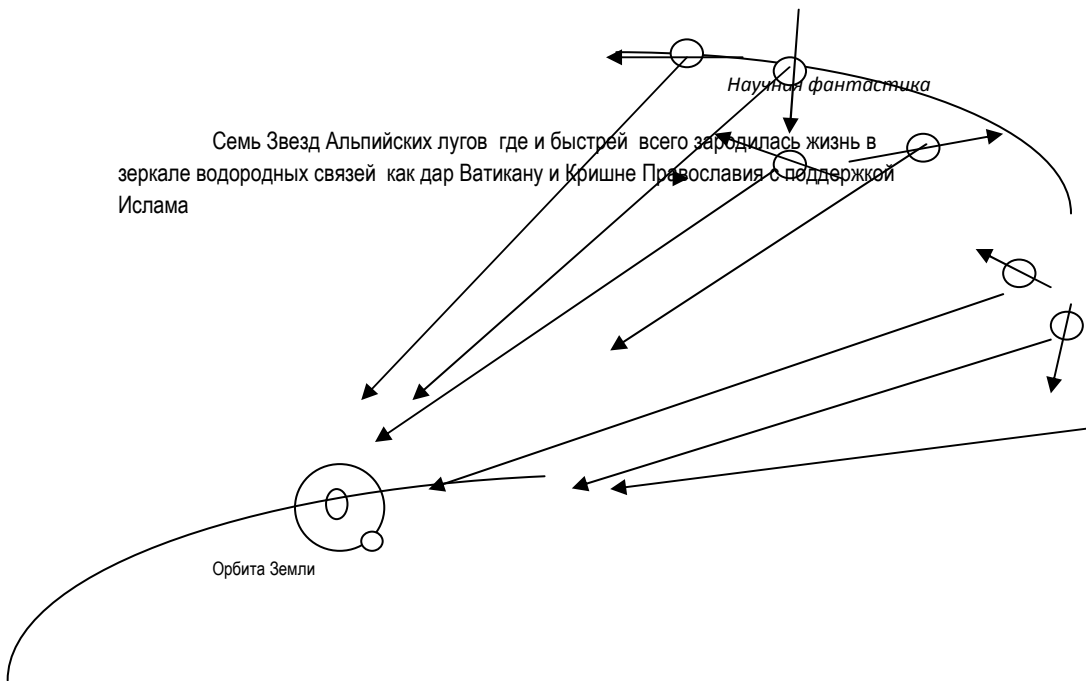 Научная фантастика
Семь Звезд Альпийских лугов где и быстрей всего зародилась жизнь в
зеркале водородных связей как дар Ватикану и Кришне Православия с поддержкой
Ислама
Орбита Земли